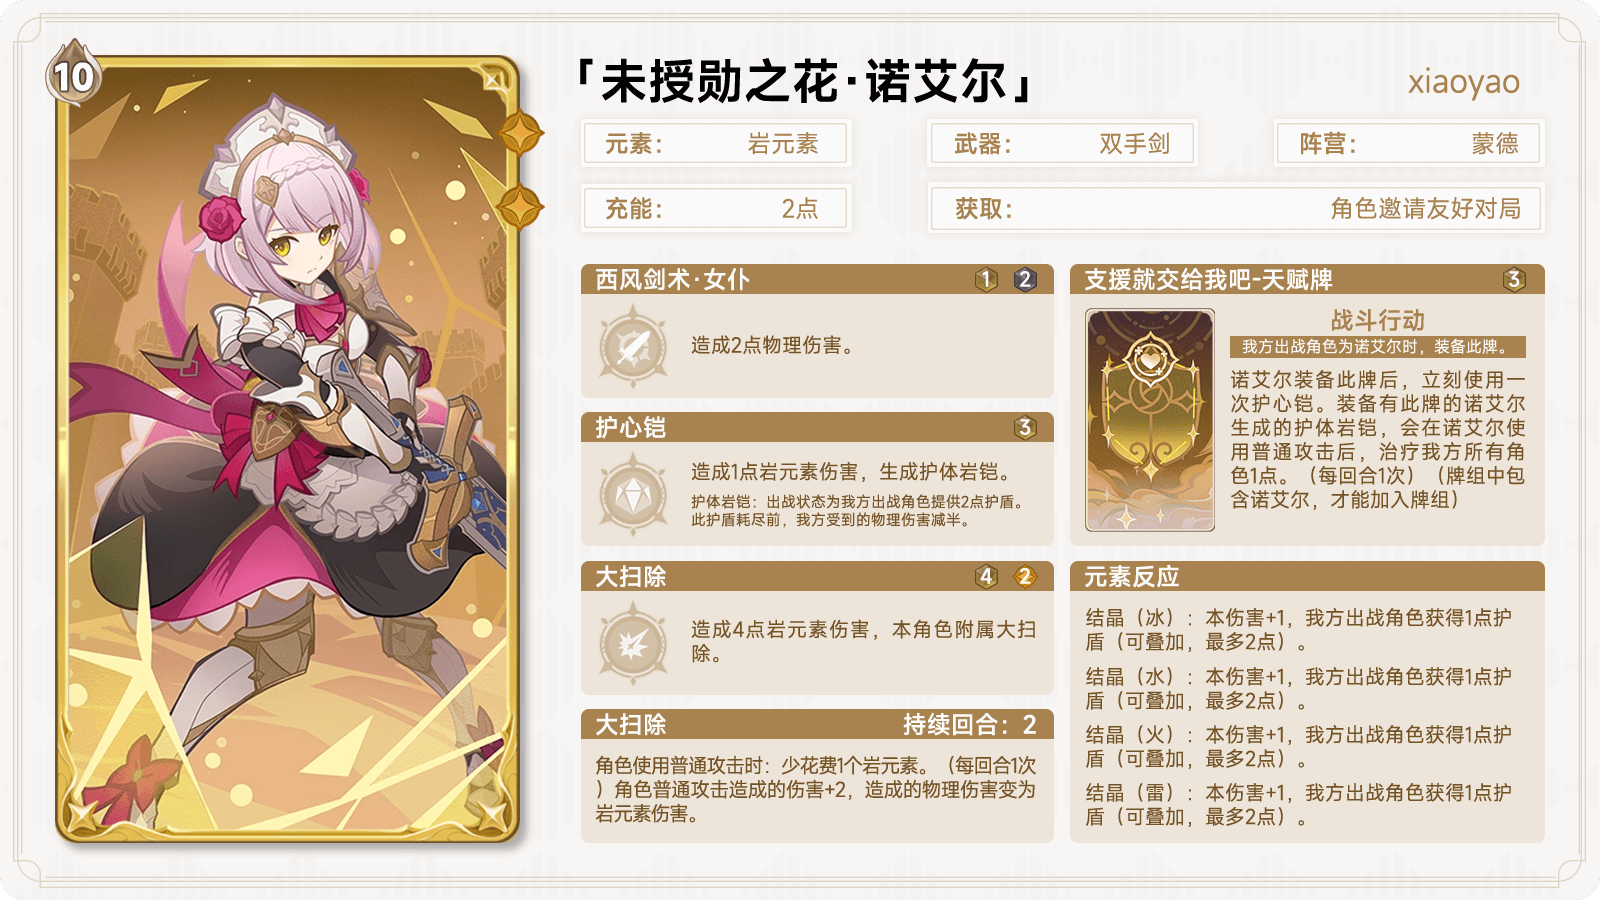 10
「未授勋之花·诺艾尔」
xiaoyao
元素： 岩元素
武器： 双手剑
阵营： 蒙德
充能： 2点
获取： 角色邀请友好对局
西风剑术·女仆 1 2
造成2点物理伤害。
护心铠 3
造成1点岩元素伤害，生成护体岩铠。
护体岩铠：出战状态为我方出战角色提供2点护盾。
此护盾耗尽前，我方受到的物理伤害减半。
大扫除 4 2
造成4点岩元素伤害，本角色附属大扫
除。
大扫除 持续回合：2
角色使用普通攻击时：少花费1个岩元素。（每回合1次
）角色普通攻击造成的伤害+2，造成的物理伤害变为
岩元素伤害。
支援就交给我吧-天赋牌 3
战斗行动
我方出战角色为诺艾尔时，装备此牌。
诺艾尔装备此牌后，立刻使用一
次护心铠。装备有此牌的诺艾尔
生成的护体岩铠，会在诺艾尔使
用普通攻击后，治疗我方所有角
色1点。（每回合1次）（牌组中包
含诺艾尔，才能加入牌组）
元素反应
结晶（冰）：本伤害+1，我方出战角色获得1点护
盾（可叠加，最多2点）。
结晶（水）：本伤害+1，我方出战角色获得1点护
盾（可叠加，最多2点）。
结晶（火）：本伤害+1，我方出战角色获得1点护
盾（可叠加，最多2点）。
结晶（雷）：本伤害+1，我方出战角色获得1点护
盾（可叠加，最多2点）。